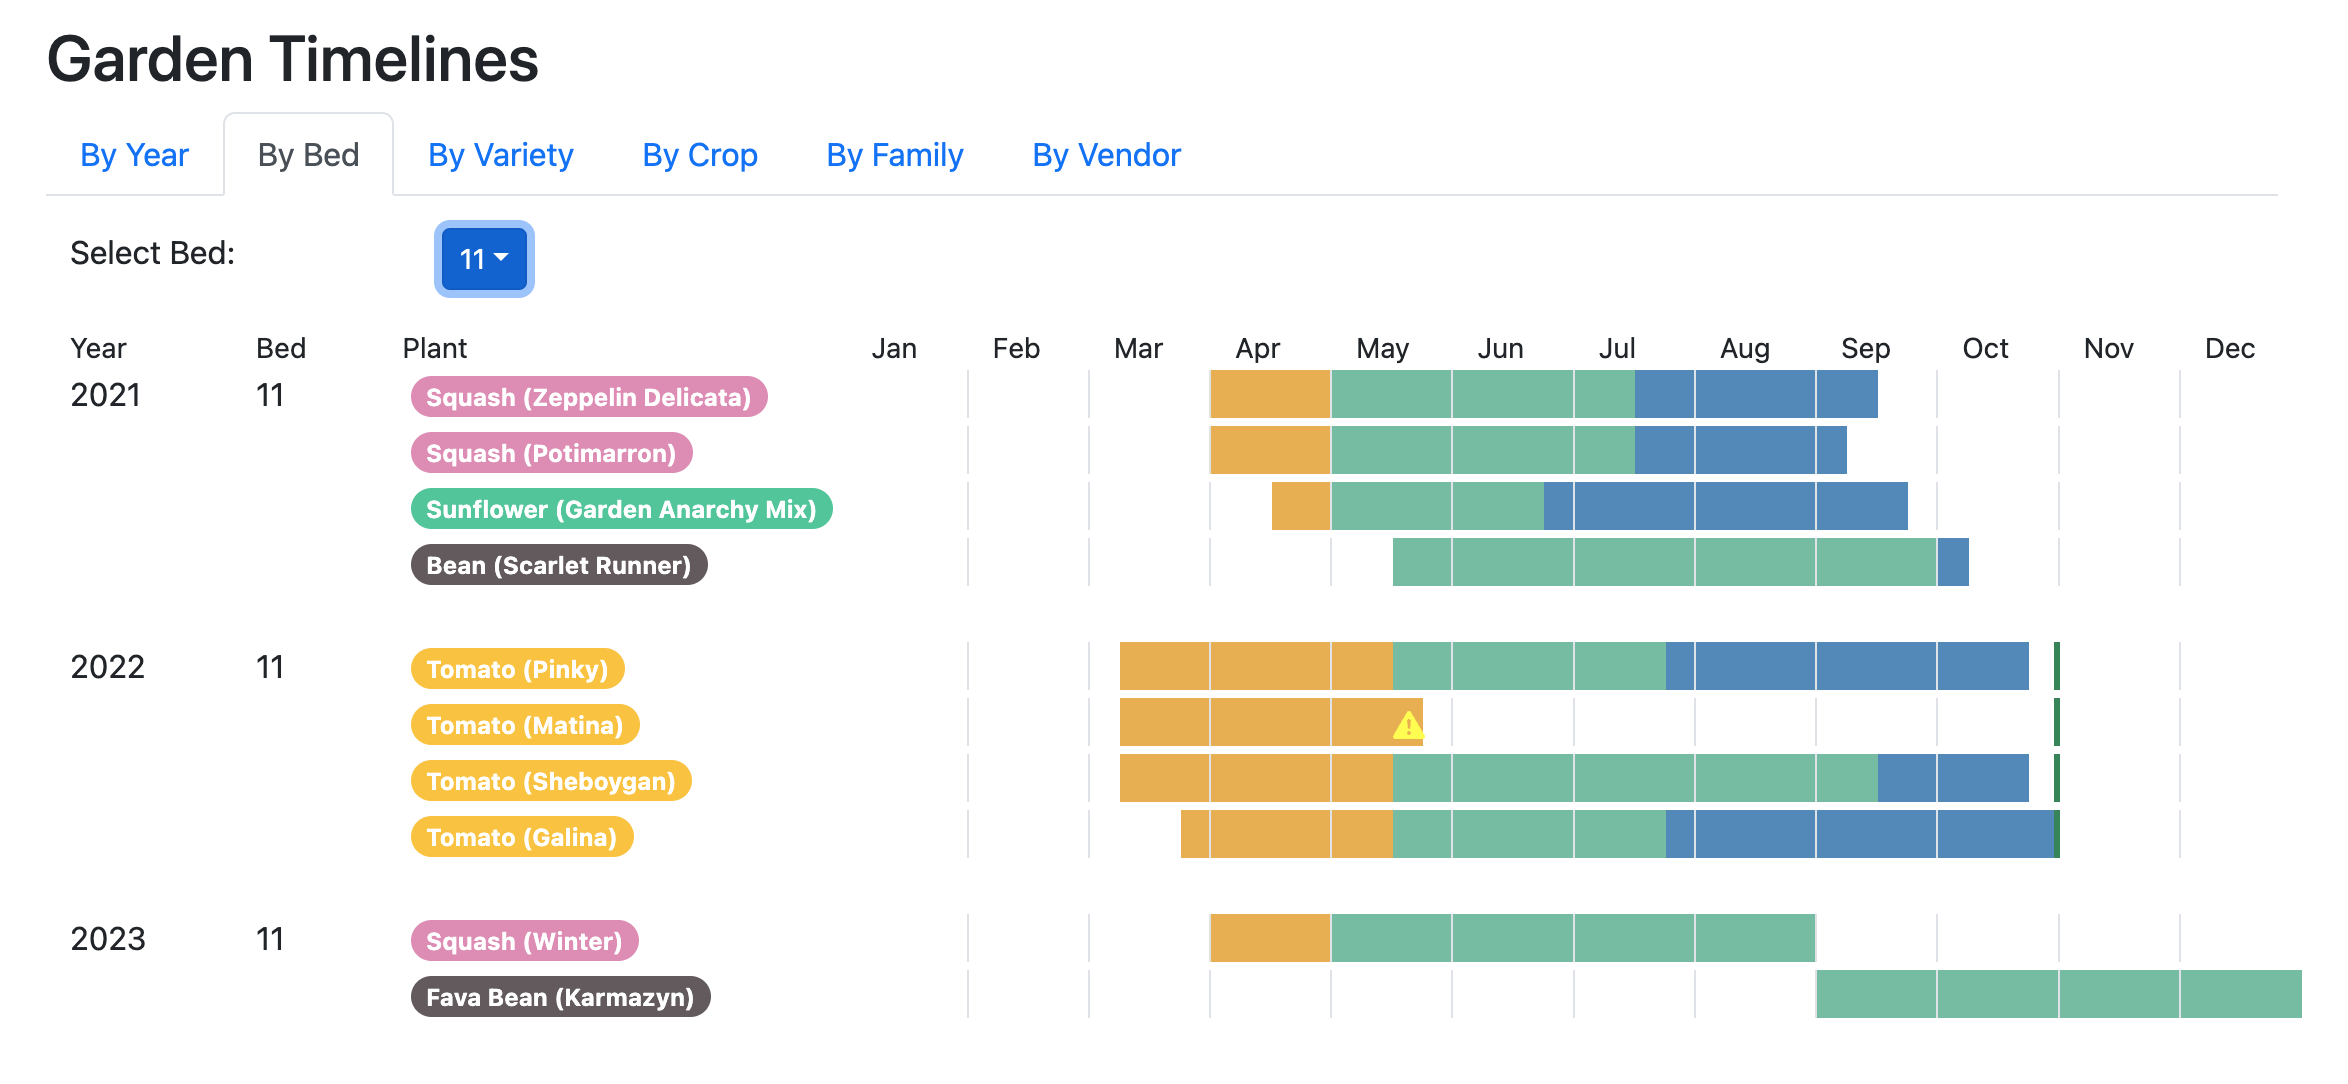 Garden Timelines
By Year By Bed By Variety By Crop By Family By Vendor
Select Bed: 11
Year Bed Plant Jan Feb Mar Apr May Jun Jul Aug Sep Oct Nov Dec
2021 11 Squash (Zeppelin Delicata)
Squash (Potimarron)
Sunflower (Garden Anarchy Mix)
Bean (Scarlet Runner)
2022 11 Tomato (Pinky)
Tomato (Matina)
Tomato (Sheboygan)
Tomato (Galina)
2023 11 Squash (Winter)
Fava Bean (Karmazyn)